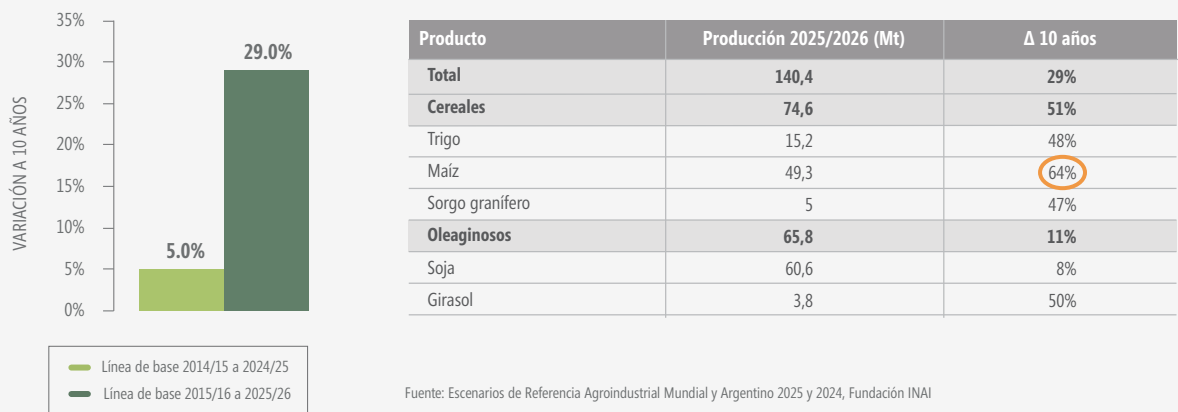 35%
30%
25%
20%
15%
10%
5%
0%
VARIACIÓN A 10 AÑOS
5.0%
29.0%
Línea de base 2014/15 a 2024/25
Línea de base 2015/16 a 2025/26
Producto Producción 2025/2026 (Mt) Δ 10 años
Total 140,4 29%
Cereales 74,6 51%
Trigo 15,2 48%
Maíz 49,3 64%
Sorgo granífero 5 47%
Oleaginosos 65,8 11%
Soja 60,6 8%
Girasol 3,8 50%
Fuente: Escenarios de Referencia Agroindustrial Mundial y Argentino 2025 y 2024, Fundación INAI